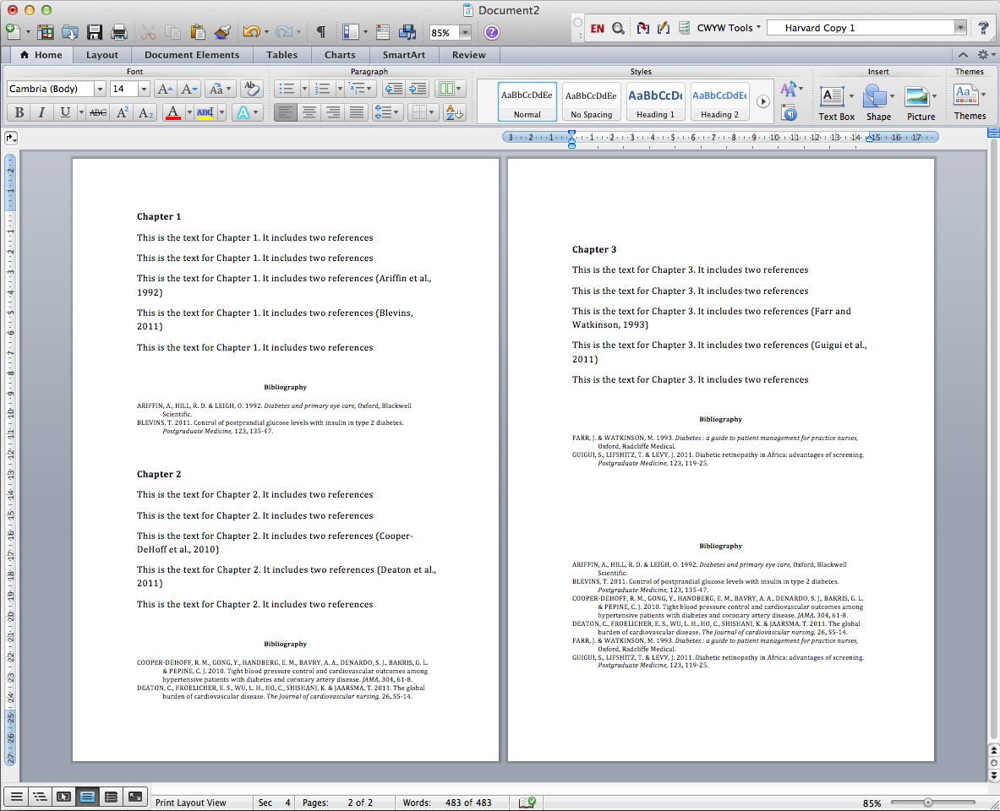 Document2
85%
EN
CWYW Tools
Harvard Copy 1
Home
Layout
Document Elements
Tables
Charts
SmartArt
Review
Font
Paragraph
Styles
Insert
Themes
Cambria (Body)
14
AaBbCcDdEe
AaBbCcDdEe
AaBbCcDc
AaBbCcDdEe
Normal
No Spacing
Heading 1
Heading 2
Text Box
Shape
Picture
Themes
3 2 1 1 2 3 4 5 6 7 8 9 10 11 12 13 14 15 16 17
Chapter 1
This is the text for Chapter 1. It includes two references
This is the text for Chapter 1. It includes two references
This is the text for Chapter 1. It includes two references (Ariffin et al.,
1992)
This is the text for Chapter 1. It includes two references (Blevins,
2011)
This is the text for Chapter 1. It includes two references
Bibliography
ARIFFIN, A., HILL, R. D. & LEIGH, O. 1992. Diabetes and primary eye care, Oxford, Blackwell
Scientific.
BLEVINS, T. 2011. Control of postprandial glucose levels with insulin in type 2 diabetes.
Postgraduate Medicine, 123, 135-47.
Chapter 2
This is the text for Chapter 2. It includes two references
This is the text for Chapter 2. It includes two references
This is the text for Chapter 2. It includes two references (Cooper-
DeHoff et al., 2010)
This is the text for Chapter 2. It includes two references (Deaton et al.,
2011)
This is the text for Chapter 2. It includes two references
Bibliography
COOPER-DEHOFF, R. M., GONG, Y., HANDBERG, E. M., BAVRY, A. A., DENARDO, S. J., BAKRIS, G. L.
& PEPINE, C. J. 2010. Tight blood pressure control and cardiovascular outcomes among
hypertensive patients with diabetes and coronary artery disease. JAMA, 304, 61-8.
DEATON, C., FROELICHER, E. S., WU, L. H., HO, C., SHISHANI, K. & JAARSMA, T. 2011. The global
burden of cardiovascular disease. The Journal of cardiovascular nursing, 26, S5-14.
Chapter 3
This is the text for Chapter 3. It includes two references
This is the text for Chapter 3. It includes two references
This is the text for Chapter 3. It includes two references (Farr and
Watkinson, 1993)
This is the text for Chapter 3. It includes two references (Guigui et al.,
2011)
This is the text for Chapter 3. It includes two references
Bibliography
FARR, J. & WATKINSON, M. 1993. Diabetes : a guide to patient management for practice nurses,
Oxford, Radcliffe Medical.
GUIGUI, S., LIFSHITZ, T. & LEVY, J. 2011. Diabetic retinopathy in Africa: advantages of screening.
Postgraduate Medicine, 123, 119-25.
Bibliography
ARIFFIN, A., HILL, R. D. & LEIGH, O. 1992. Diabetes and primary eye care, Oxford, Blackwell
Scientific.
BLEVINS, T. 2011. Control of postprandial glucose levels with insulin in type 2 diabetes.
Postgraduate Medicine, 123, 135-47.
COOPER-DEHOFF, R. M., GONG, Y., HANDBERG, E. M., BAVRY, A. A., DENARDO, S. J., BAKRIS, G. L.
& PEPINE, C. J. 2010. Tight blood pressure control and cardiovascular outcomes among
hypertensive patients with diabetes and coronary artery disease. JAMA, 304, 61-8.
DEATON, C., FROELICHER, E. S., WU, L. H., HO, C., SHISHANI, K. & JAARSMA, T. 2011. The global
burden of cardiovascular disease. The Journal of cardiovascular nursing, 26, S5-14.
FARR, J. & WATKINSON, M. 1993. Diabetes : a guide to patient management for practice nurses,
Oxford, Radcliffe Medical.
GUIGUI, S., LIFSHITZ, T. & LEVY, J. 2011. Diabetic retinopathy in Africa: advantages of screening.
Postgraduate Medicine, 123, 119-25.
Print Layout View
Sec 4
Pages: 2 of 2
Words: 483 of 483
85%